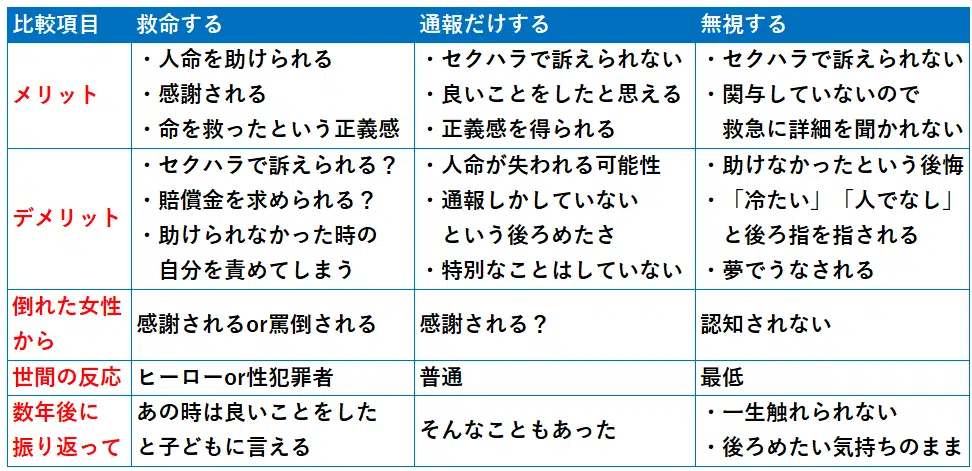 比較項目 救命する 通報だけする 無視する
メリット
・人命を助けられる
・感謝される
・命を救ったという正義感
・セクハラで訴えられない
・良いことをしたと思える
・正義感を得られる
・セクハラで訴えられない
・関与していないので
救急に詳細を聞かれない
デメリット
・セクハラで訴えられる？
・賠償金を求められる？
・助けられなかった時の
自分を責めてしまう
・人命が失われる可能性
・通報しかしていない
という後ろめたさ
・特別なことはしていない
・助けなかったという後悔
・「冷たい」「人でなし」
と後ろ指を指される
・夢でうなされる
倒れた女性
から
感謝されるor罵倒される
感謝される？
認知されない
世間の反応 ヒーローor性犯罪者 普通 最低
数年後に
振り返って
あの時は良いことをした
と子どもに言える
そんなこともあった
・一生触れられない
・後ろめたい気持ちのまま